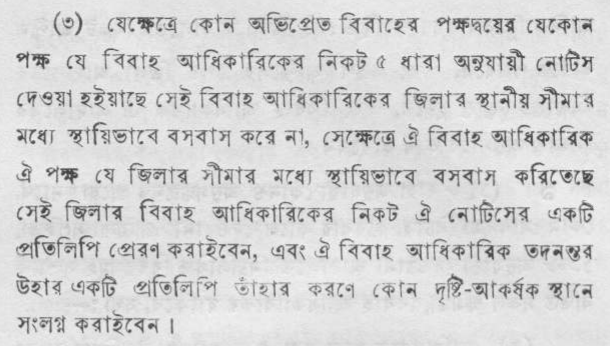 (৩) যেক্ষেত্রে কোন অভিপ্রেত বিবাহের পক্ষদ্বয়ের যেকোন
পক্ষ যে বিবাহ আধিকারিকের নিকট ৫ ধারা অনুযায়ী নোটিস
দেওয়া হইয়াছে সেই বিবাহ আধিকারিকের জিলার স্থানীয় সীমার
মধ্যে স্থায়িভাবে বসবাস করে না, সেক্ষেত্রে ঐ বিবাহ আধিকারিক
ঐ পক্ষ যে জিলার সীমার মধ্যে স্থায়িভাবে বসবাস করিতেছে
সেই জিলার বিবাহ আধিকারিকের নিকট ঐ নোটিসের একটি
প্রতিলিপি প্রেরণ করাইবেন, এবং ঐ বিবাহ আধিকারিক তদনন্তর
উহার একটি প্রতিলিপি তাঁহার করণে কোন দৃষ্টি-আকর্ষক স্থানে
সংলগ্ন করাইবেন ।